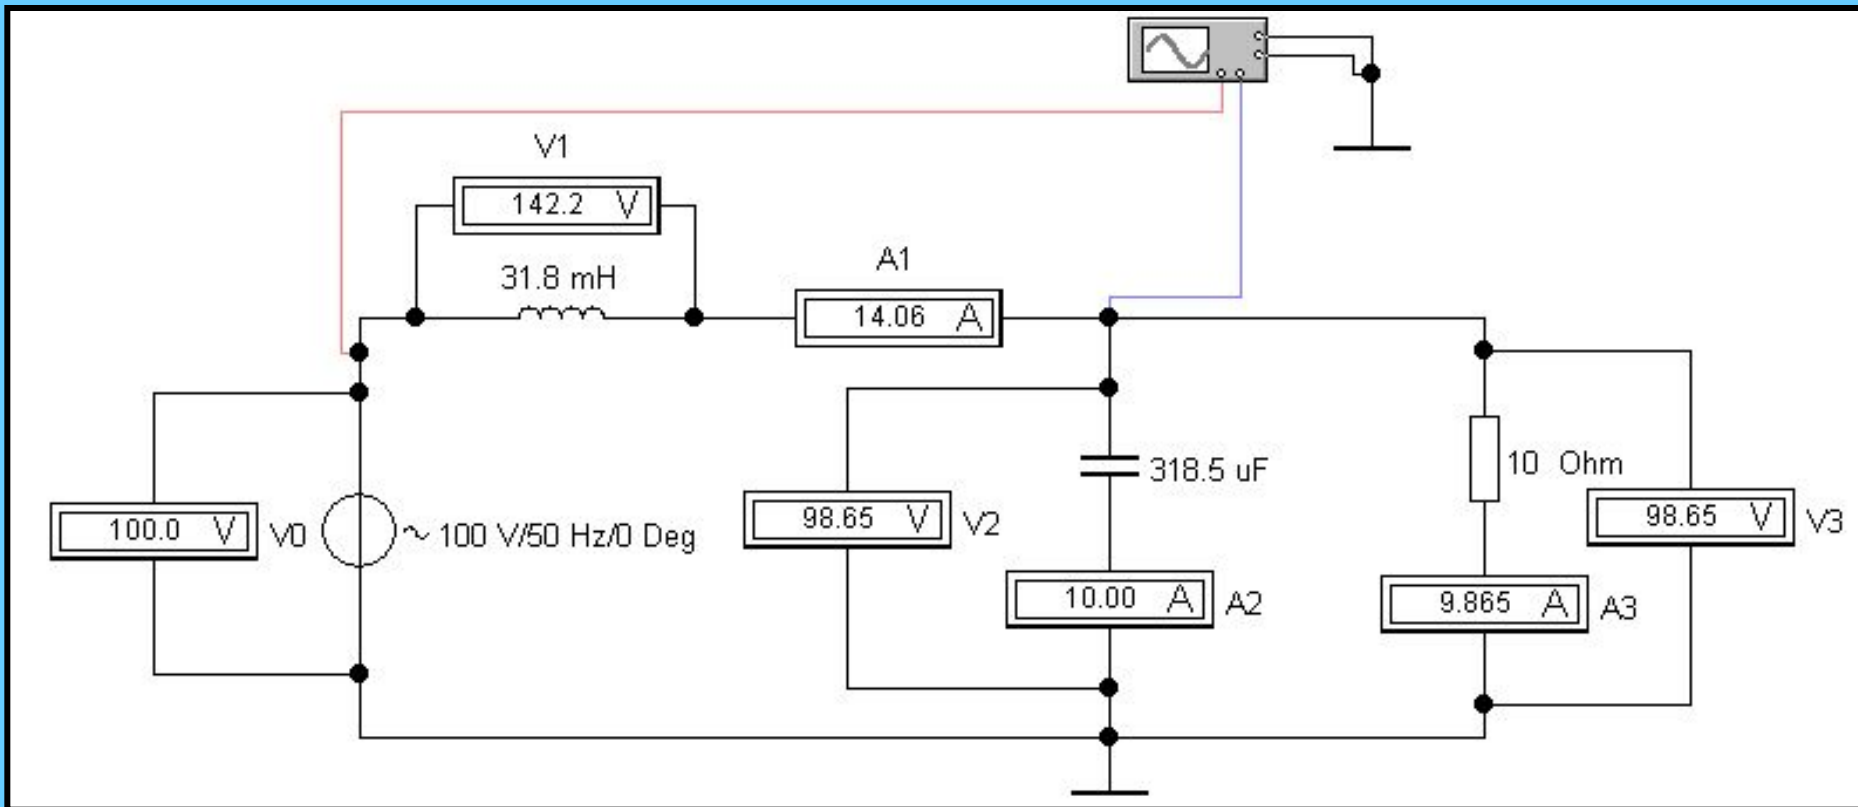 V1
142.2 V
31.8 mH
A1
14.06 A
100.0 V
V0
~ 100 V/50 Hz/0 Deg
98.65 V
V2
318.5 uF
10.00 A
A2
10 Ohm
98.65 V
V3
9.865 A
A3